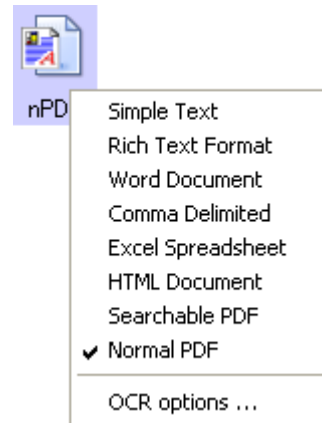 nPD
Simple Text
Rich Text Format
Word Document
Comma Delimited
Excel Spreadsheet
HTML Document
Searchable PDF
Normal PDF
OCR options ...